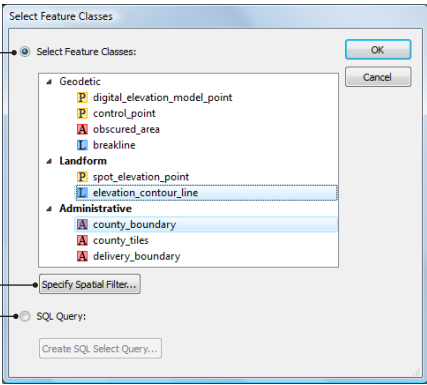 Select Feature Classes
Select Feature Classes:
OK
Cancel
Geodetic
P digital_elevation_model_point
P control_point
A obscured_area
L breakline
Landform
P spot_elevation_point
L elevation_contour_line
Administrative
A county_boundary
A county_tiles
A delivery_boundary
Specify Spatial Filter...
SQL Query:
Create SQL Select Query...